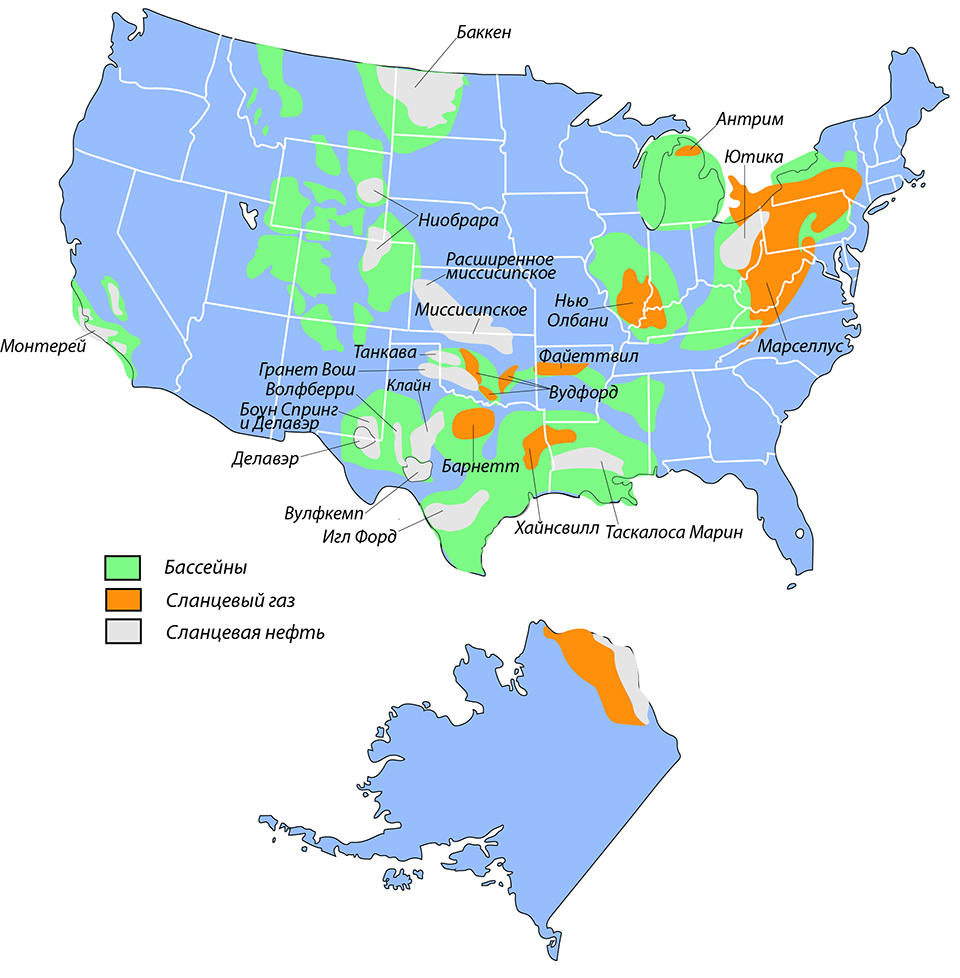 Баккен
Антрим
Ютика
Ниобрара
Расширенное
миссисипское
Миссисипское
Нью
Олбани
Монтерей
Танкава
Файеттвил
Марселлус
Гранет Вош
Клайн
Волфберри
Вудфорд
Боун Спринг
и Делавэр
Делавэр
Барнетт
Вулфкемп
Игл Форд
Хайнсвилл
Таскалоса Марин
Бассейны
Сланцевый газ
Сланцевая нефть